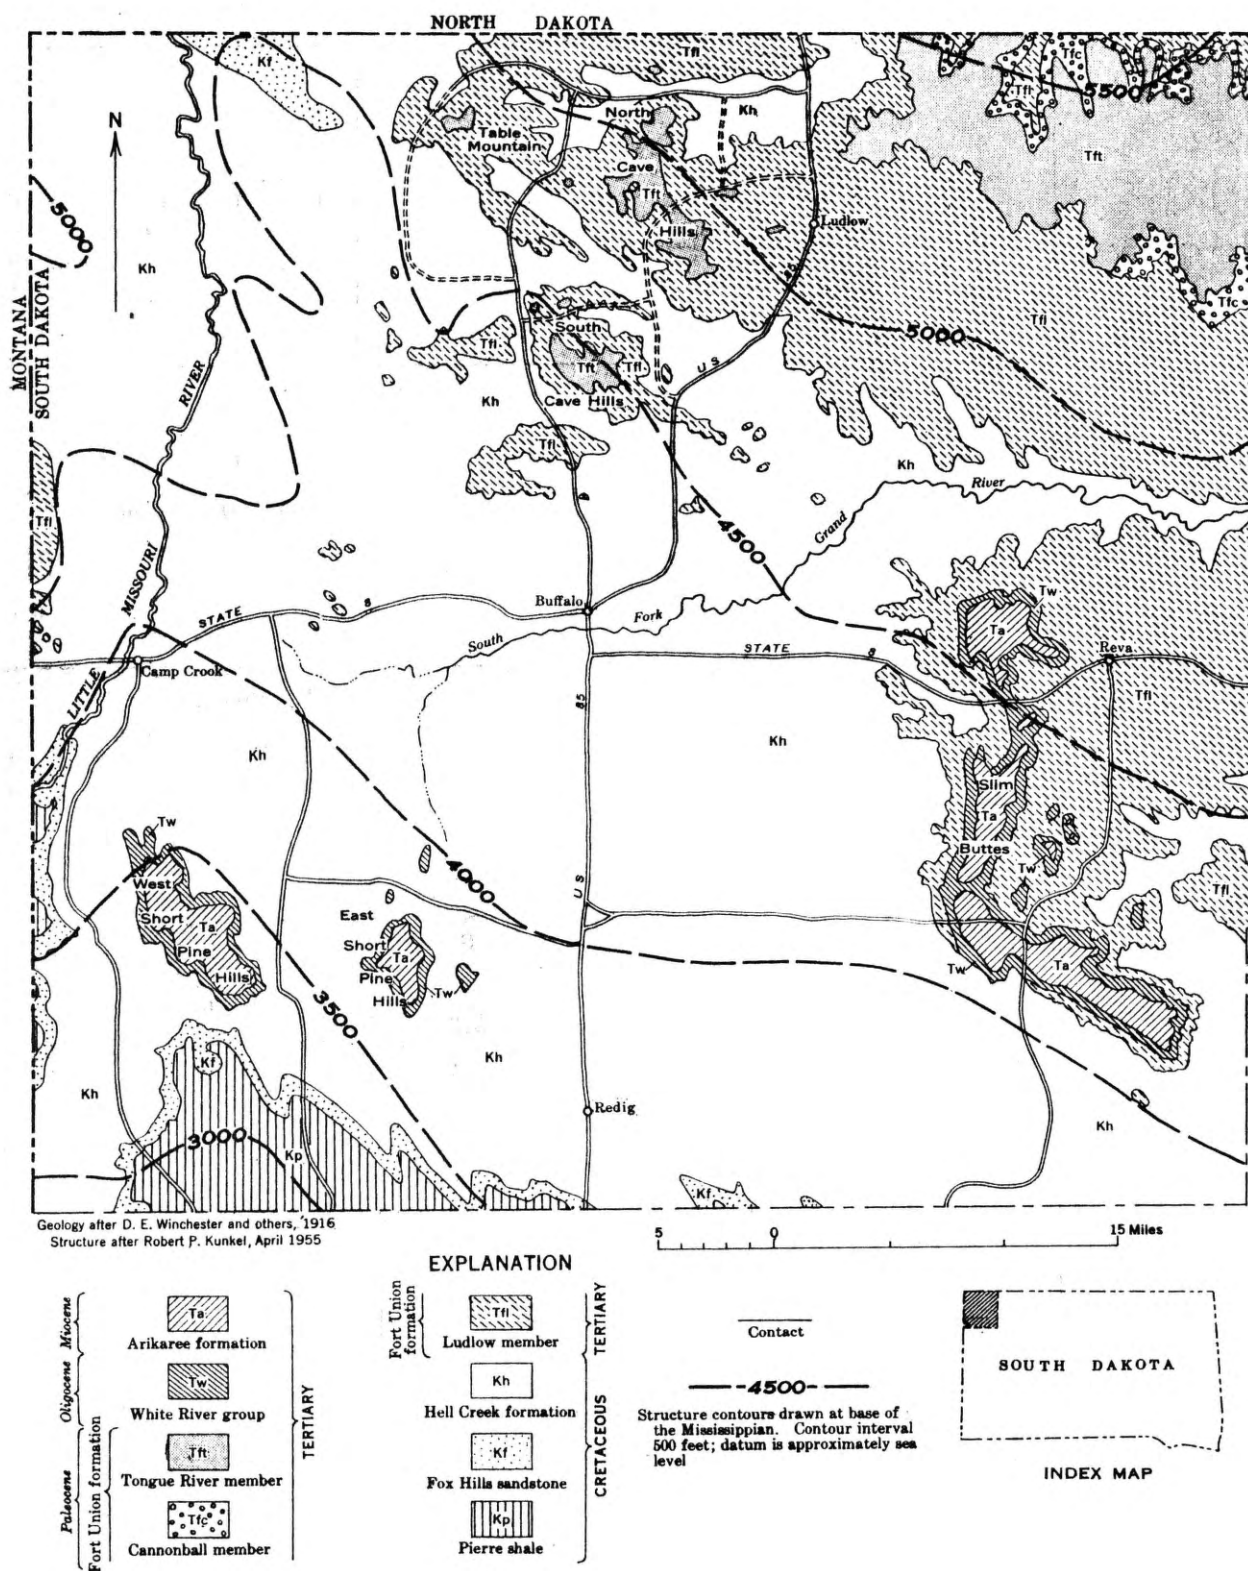 NORTH DAKOTA
Kf
Tfl
Tfc
Tfl
5500
N
Kh
North
Table
Mountain
Cave
Tft
Hills
Tft
5000
Kh
Ludlow
85
MONTANA
SOUTH DAKOTA
Tfc
South
Tfl
5000
Tfl
RIVER
Tft
Tfl
U S
Kh
Cave Hills
Tfl
Kh
River
Tfl
Grand
4500
MISSOURI
Tw
STATE
8
Buffalo
Fork
Ta
South
STATE
8
Reva
Camp Crook
LITTLE
85
Tfl
Kh
Kh
Slim
Tw
Ta
Buttes
West
4000
U S
Tw
Tfl
Short
Ta
East
Pine
Short
Ta
Hills
Pine
Tw
Tw
Ta
Hills
3500
Kf
Kh
Kh
Redig
Kh
3000
Kp
Kf
Geology after D. E. Winchester and others, 1916
Structure after Robert P. Kunkel, April 1955
5 0 15 Miles
EXPLANATION
Miocene
Ta
Arikaree formation
Oligocene
Tw
White River group
Paleocene
Fort Union formation
Tft
Tongue River member
Tfc
Cannonball member
TERTIARY
Fort Union
formation
Tfl
Ludlow member
TERTIARY
Kh
Hell Creek formation
Kf
Fox Hills sandstone
Kp
Pierre shale
CRETACEOUS
Contact
-4500-
Structure contours drawn at base of
the Mississippian. Contour interval
500 feet; datum is approximately sea
level
SOUTH DAKOTA
INDEX MAP